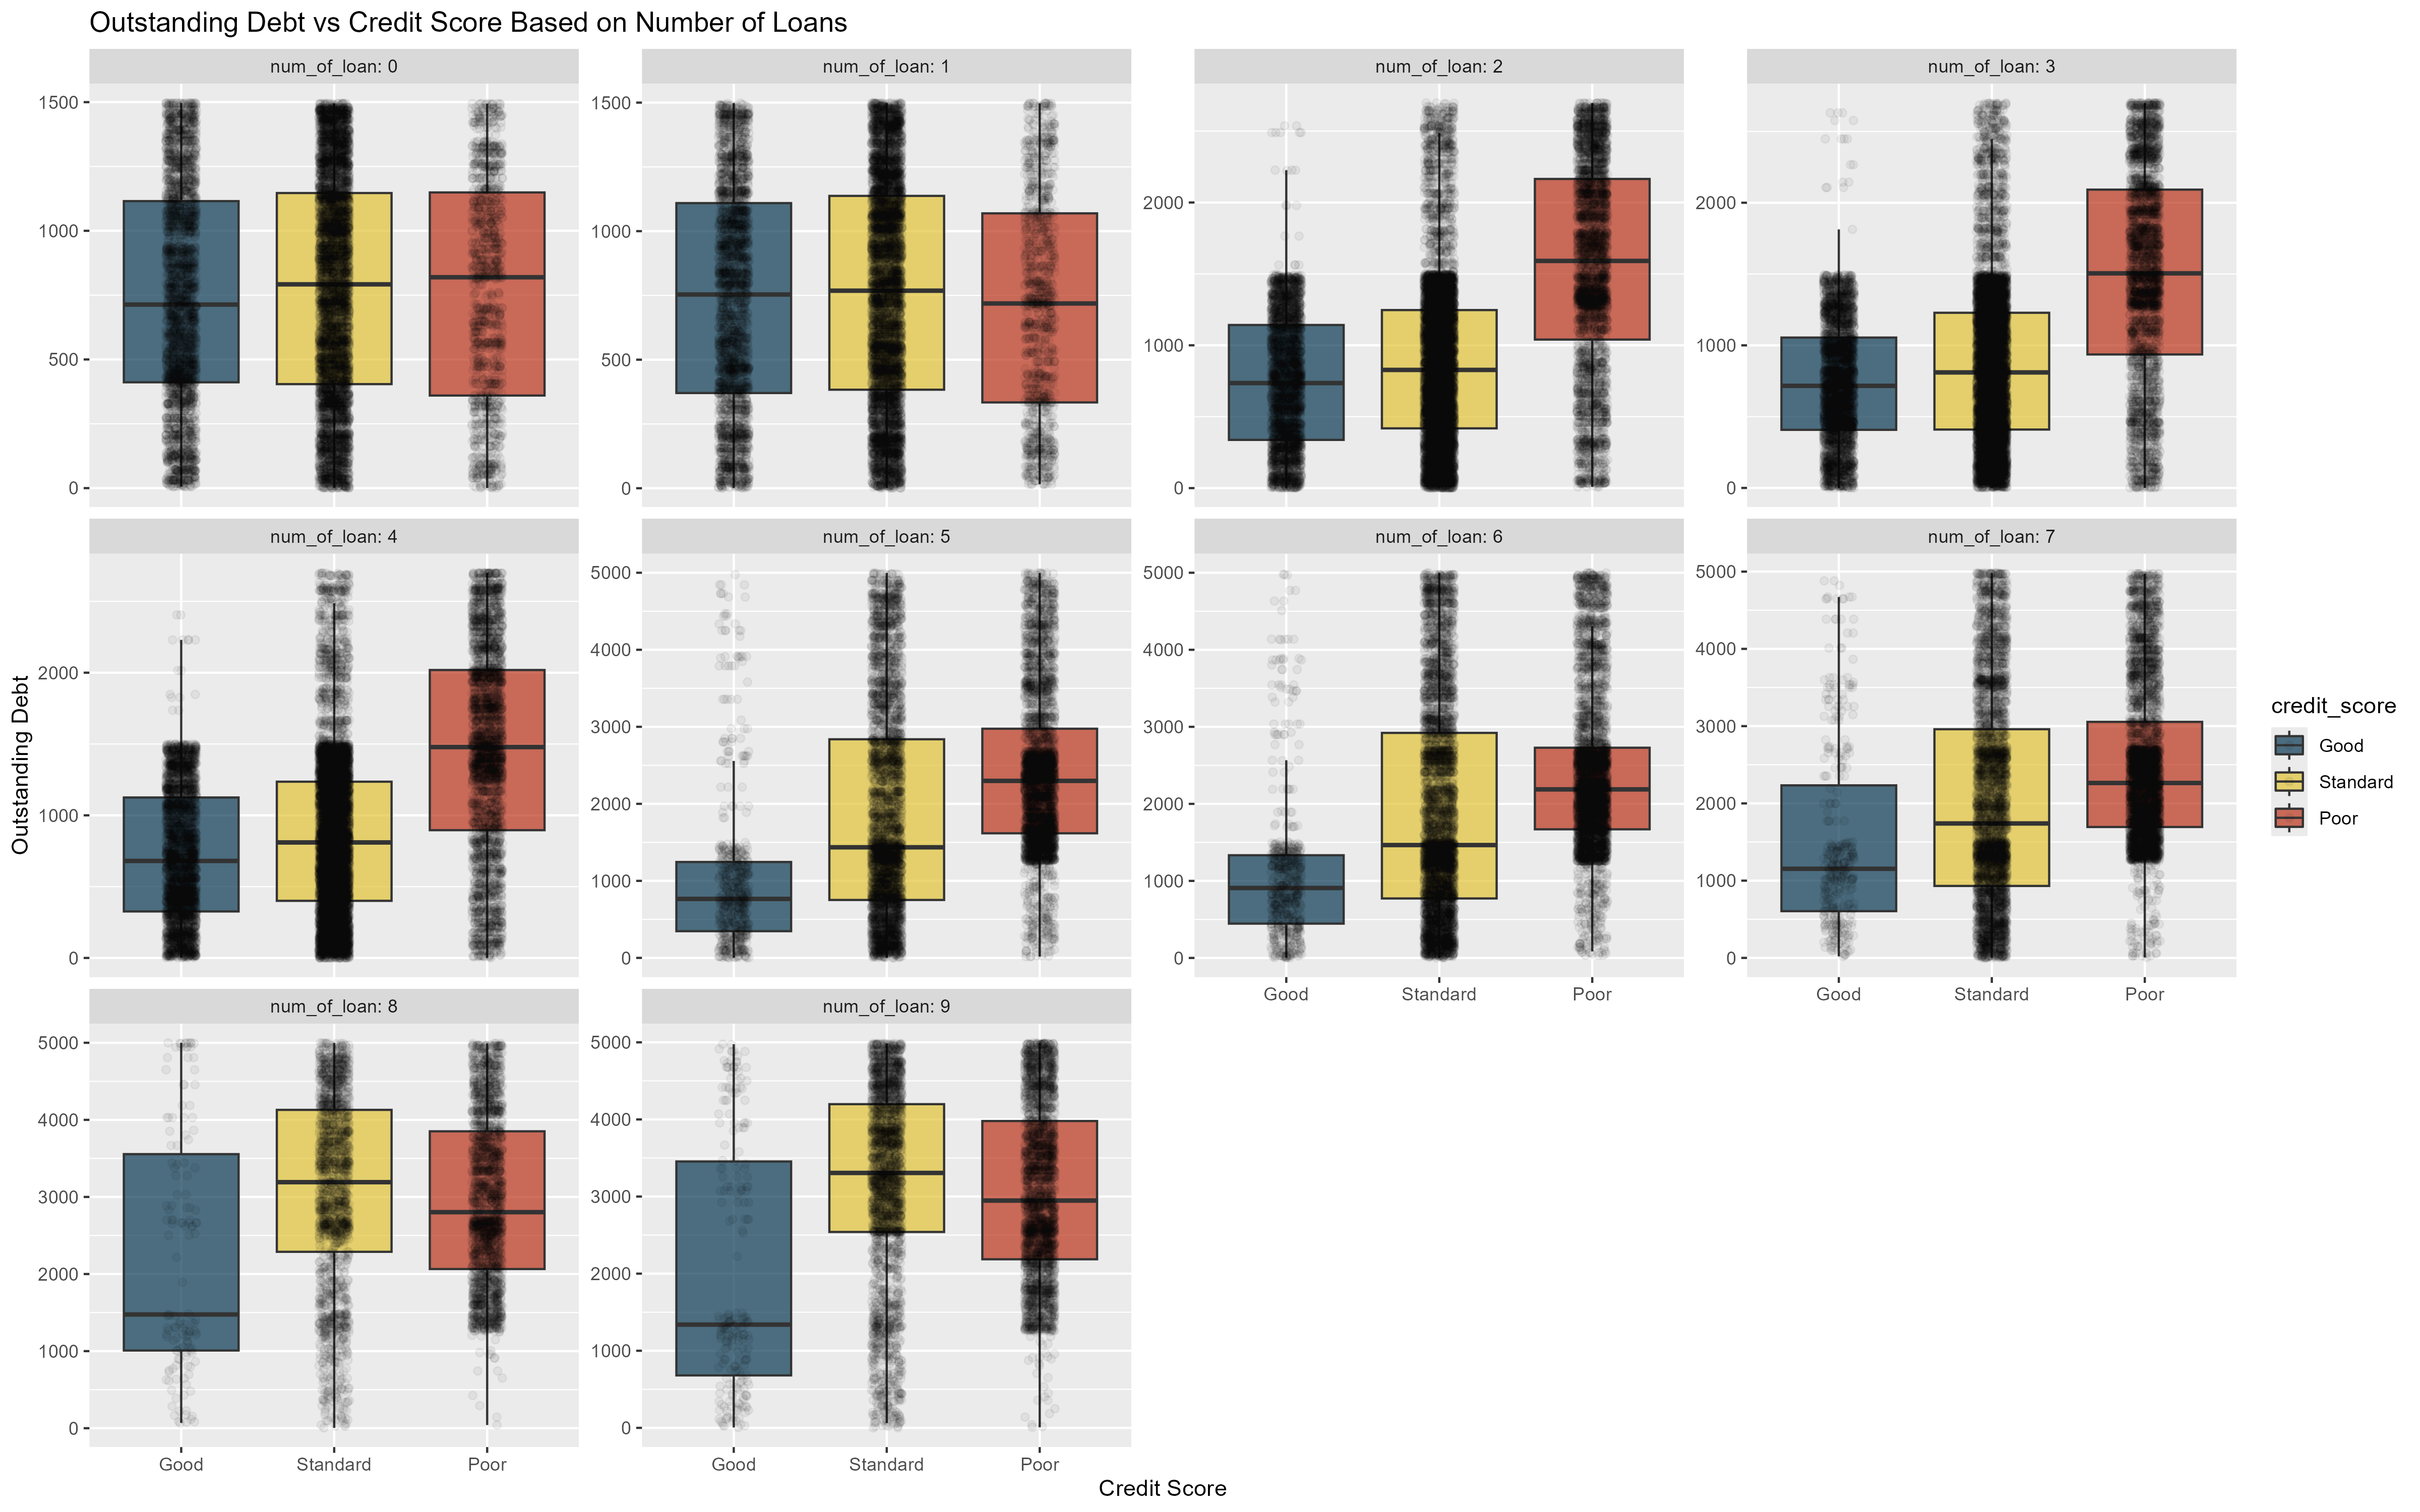 Outstanding Debt vs Credit Score Based on Number of Loans
num_of_loan: 0
num_of_loan: 1
num_of_loan: 2
num_of_loan: 3
1500
1000
500
0
1500
1000
500
0
2000
1000
0
2000
1000
0
num_of_loan: 4
num_of_loan: 5
num_of_loan: 6
num_of_loan: 7
2000
1000
0
5000
4000
3000
2000
1000
0
5000
4000
3000
2000
1000
0
5000
4000
3000
2000
1000
0
Good Standard Poor
Good Standard Poor
num_of_loan: 8
num_of_loan: 9
5000
4000
3000
2000
1000
0
5000
4000
3000
2000
1000
0
Good Standard Poor
Good Standard Poor
Credit Score
Outstanding Debt
credit_score
Good
Standard
Poor